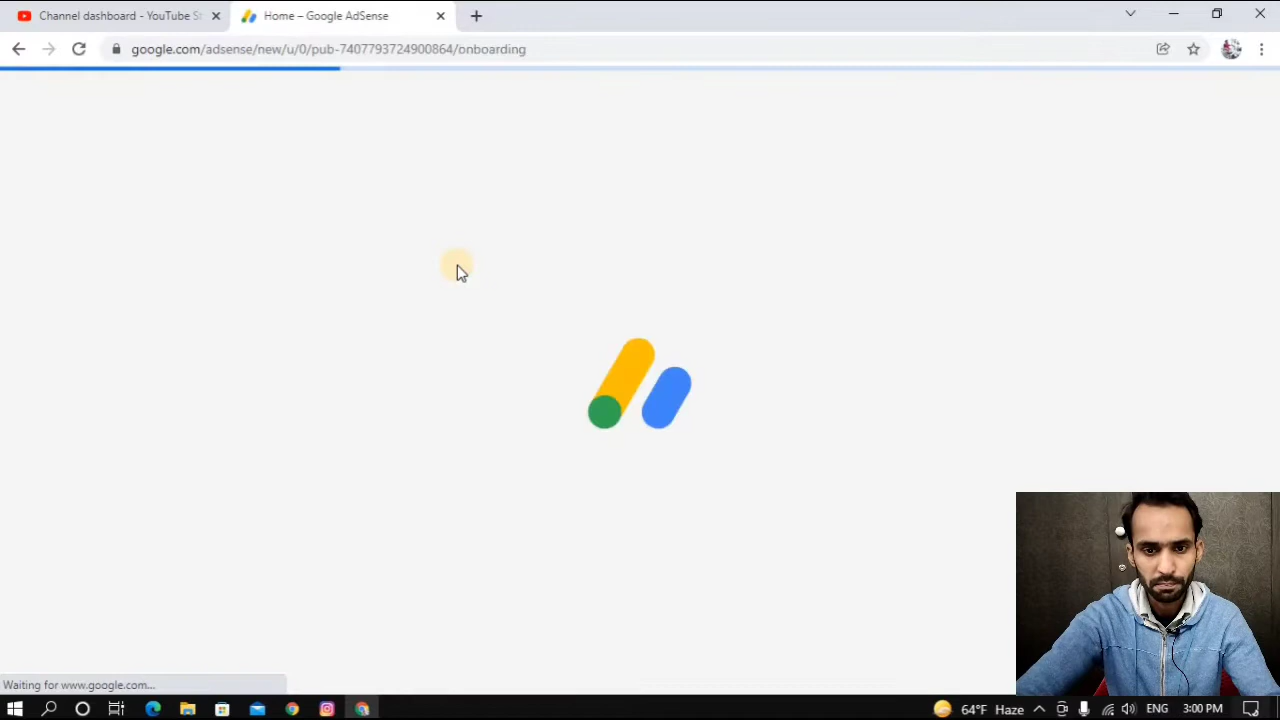 Channel dashboard - YouTube St
Home – Google AdSense
google.com/adsense/new/u/0/pub-7407793724900864/onboarding
Waiting for www.google.com...
64°F Haze
ENG
3:00 PM